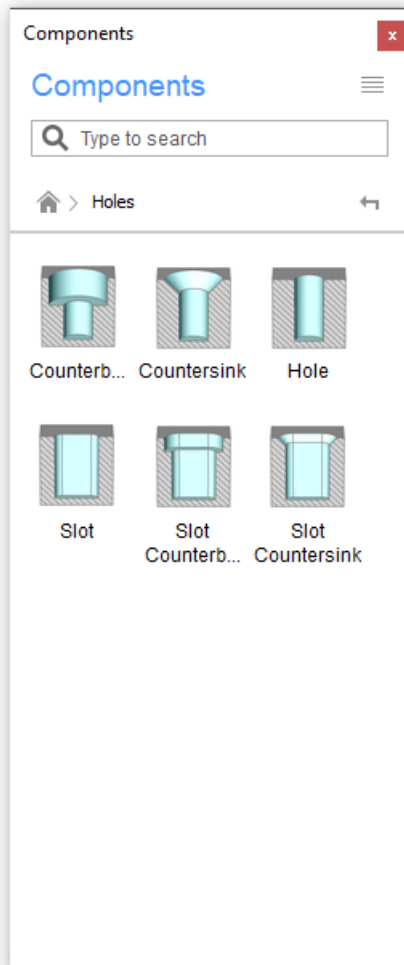 Components
x
Components
Type to search
Holes
Counterb... Countersink Hole
Slot Slot Slot
Counterb... Countersink